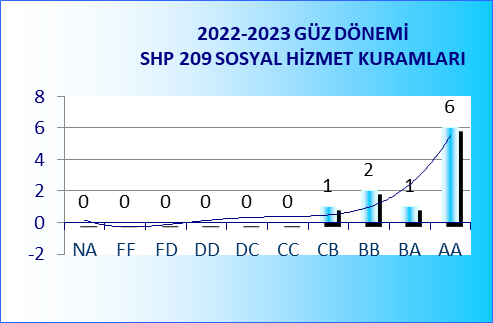 2022-2023 GÜZ DÖNEMİ
SHP 209 SOSYAL HİZMET KURAMLARI
8
6
4
2
0
-2
0 0 0 0 0 0 1 2 1 6
NA FF FD DD DC CC CB BB BA AA